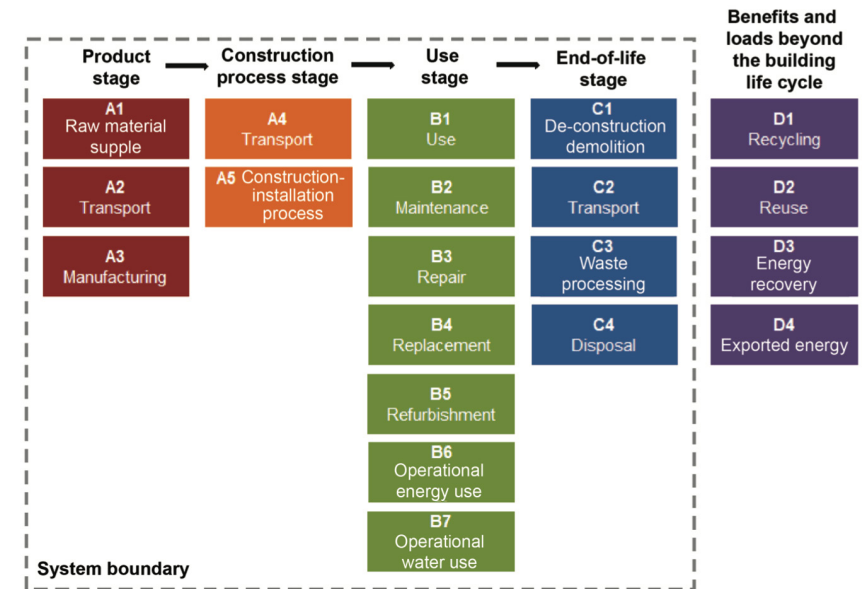 Product
stage
Construction
process stage
Use
stage
End-of-life
stage
Benefits and
loads beyond
the building
life cycle
A1
Raw material
supple
A2
Transport
A3
Manufacturing
A4
Transport
A5 Construction-
installation
process
B1
Use
B2
Maintenance
B3
Repair
B4
Replacement
B5
Refurbishment
B6
Operational
energy use
B7
Operational
water use
C1
De-construction
demolition
C2
Transport
C3
Waste
processing
C4
Disposal
D1
Recycling
D2
Reuse
D3
Energy
recovery
D4
Exported energy
System boundary